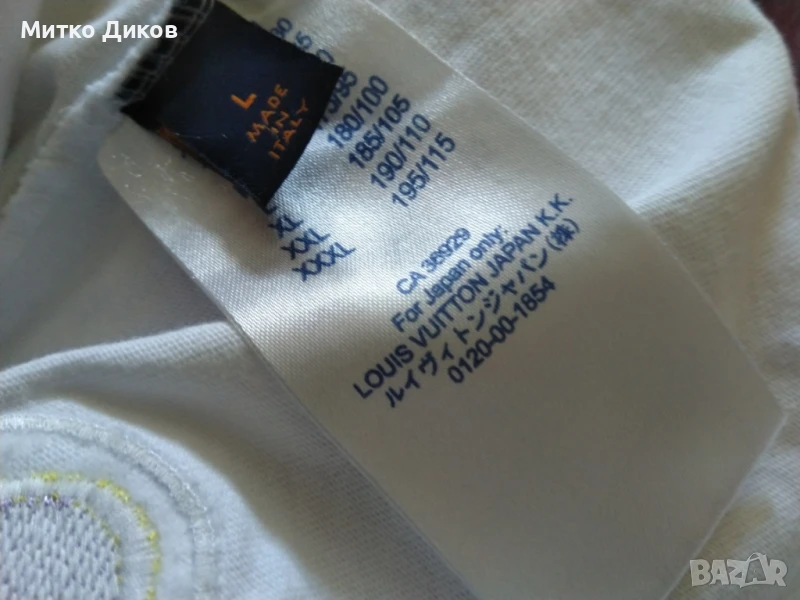 Митко Диков
L
MADE
IN
ITALY
180/100
185/105
190/110
195/115
XL
XXL
XXXL
CA 36929
For Japan only:
LOUIS VUITTON JAPAN K.K.
ルイヴィトンジャパン(株)
0120-00-1854
BAZAR